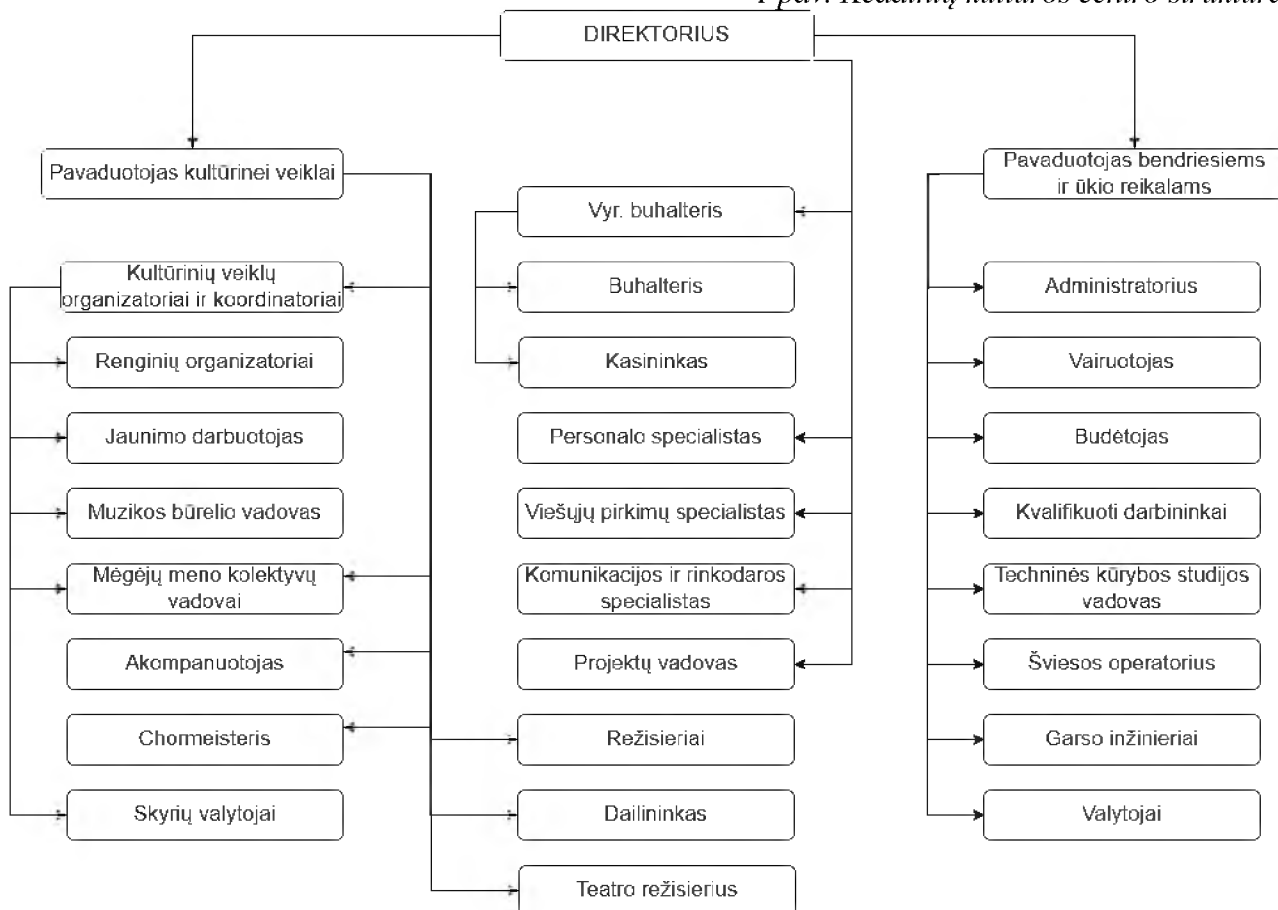 DIREKTORIUS
Pavaduotojas kultūrinei veiklai
Pavaduotojas bendriesiems
ir ūkio reikalams
Vyr. buhalteris
Kultūrinių veiklų
organizatoriai ir koordinatoriai
Buhalteris
Administratorius
Renginių organizatoriai
Kasininkas
Vairuotojas
Jaunimo darbuotojas
Personalo specialistas
Budėtojas
Muzikos būrelio vadovas
Viešųjų pirkimų specialistas
Kvalifikuoti darbininkai
Mėgėjų meno kolektyvų
vadovai
Komunikacijos ir rinkodaros
specialistas
Techninės kūrybos studijos
vadovas
Akompanuotojas
Projektų vadovas
Šviesos operatorius
Chormeisteris
Režisieriai
Garso inžinieriai
Skyrių valytojai
Dailininkas
Valytojai
Teatro režisierius